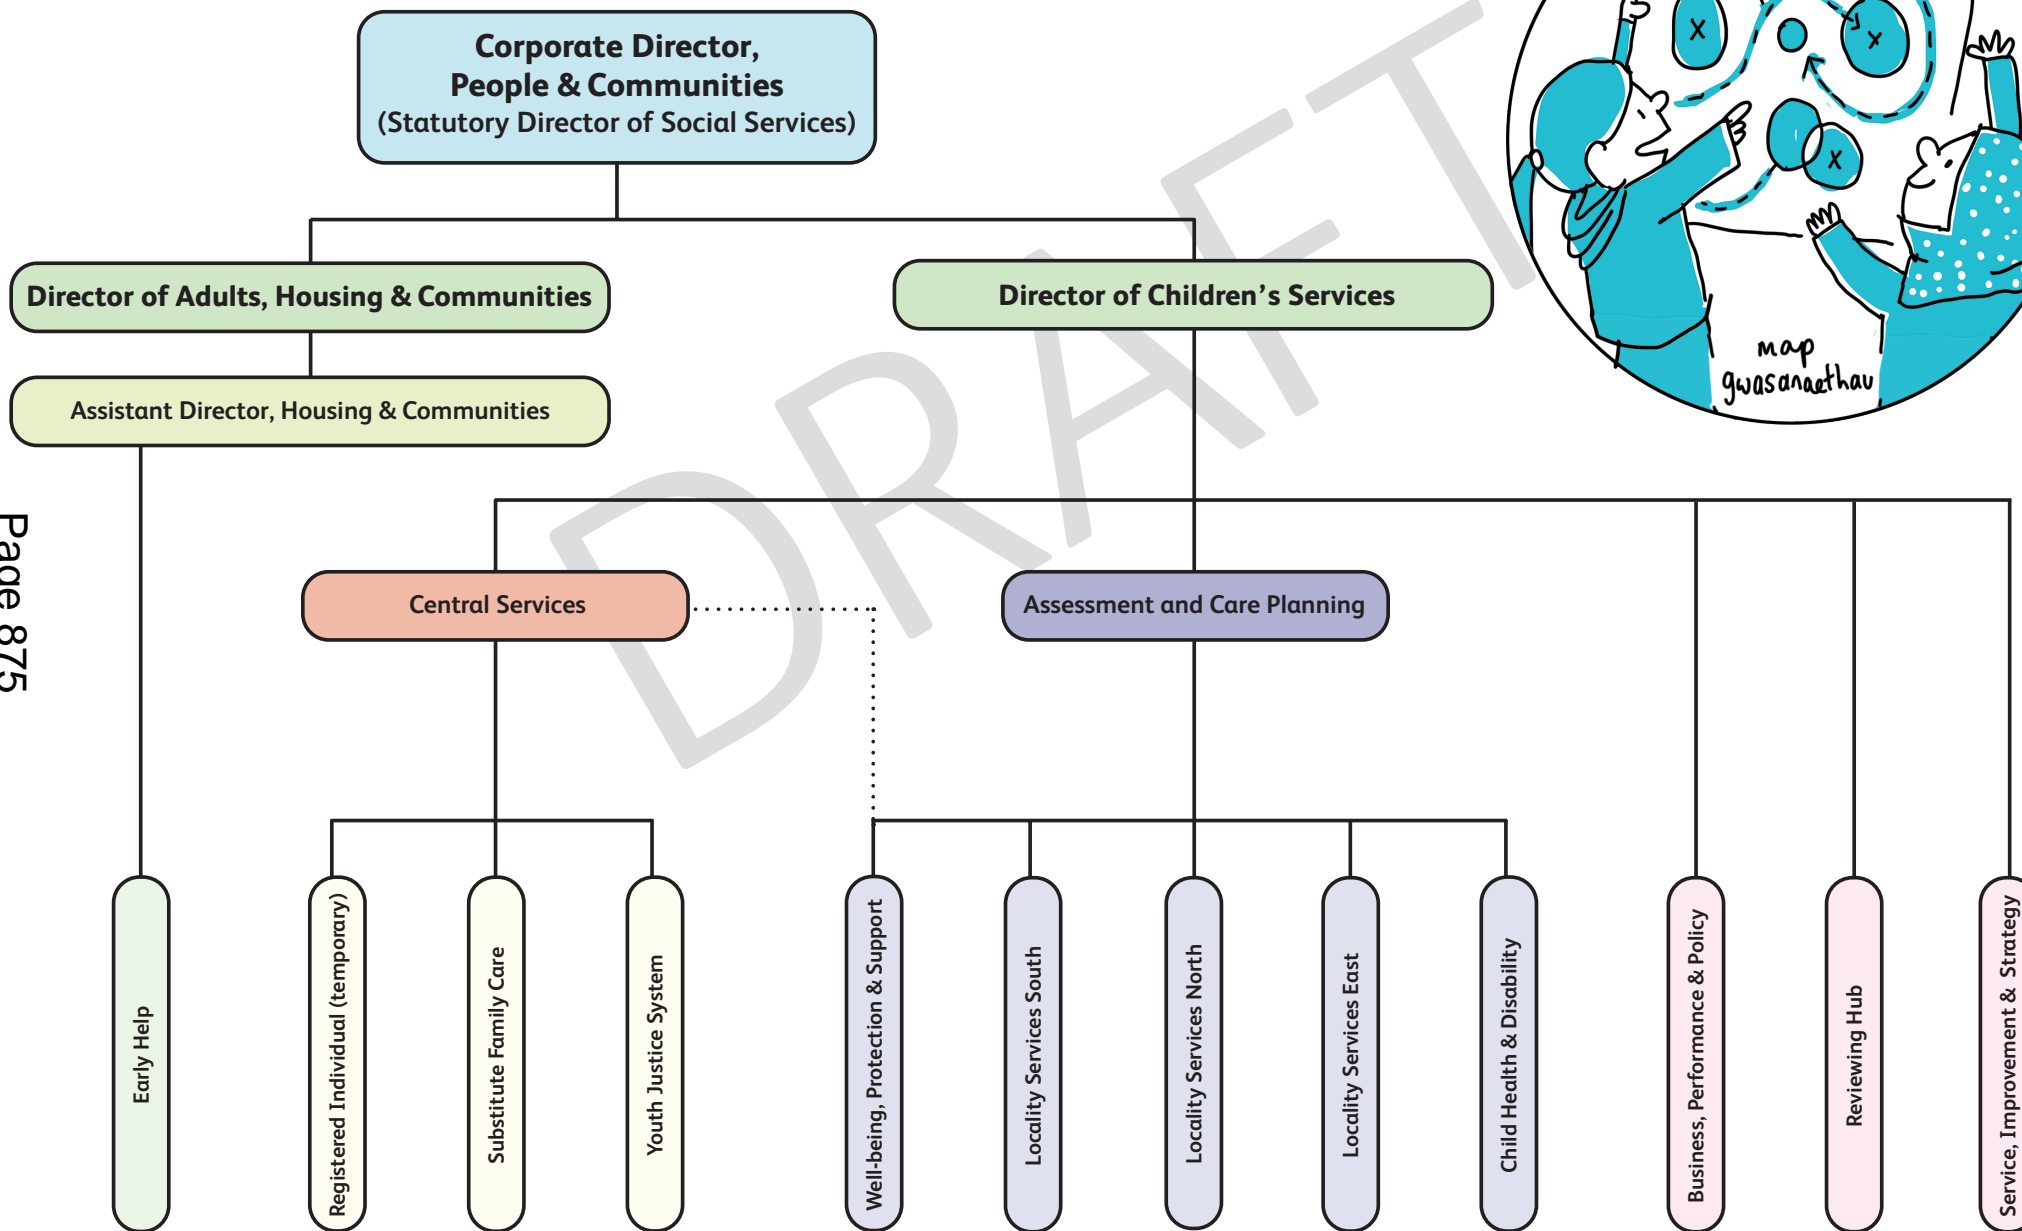 Corporate Director,
People & Communities
(Statutory Director of Social Services)
Director of Adults, Housing & Communities
Director of Children's Services
Assistant Director, Housing & Communities
Central Services
Assessment and Care Planning
Early Help
Registered Individual (temporary)
Substitute Family Care
Youth Justice System
Well-being, Protection & Support
Locality Services South
Locality Services North
Locality Services East
Child Health & Disability
Business, Performance & Policy
Reviewing Hub
Service, Improvement & Strategy
map
gwasanaethau
X
X
X
DRAFT
Page 875